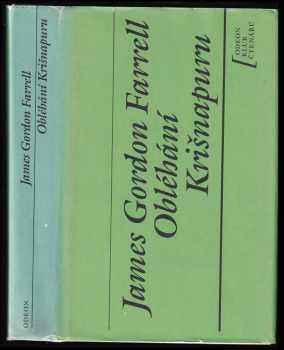 James Gordon Farrell
Obléhání Krišnapuru
ODEON
James Gordon Farrell
Obléhání
Krišnapuru
ODEON
KLUB
ČTENÁŘŮ